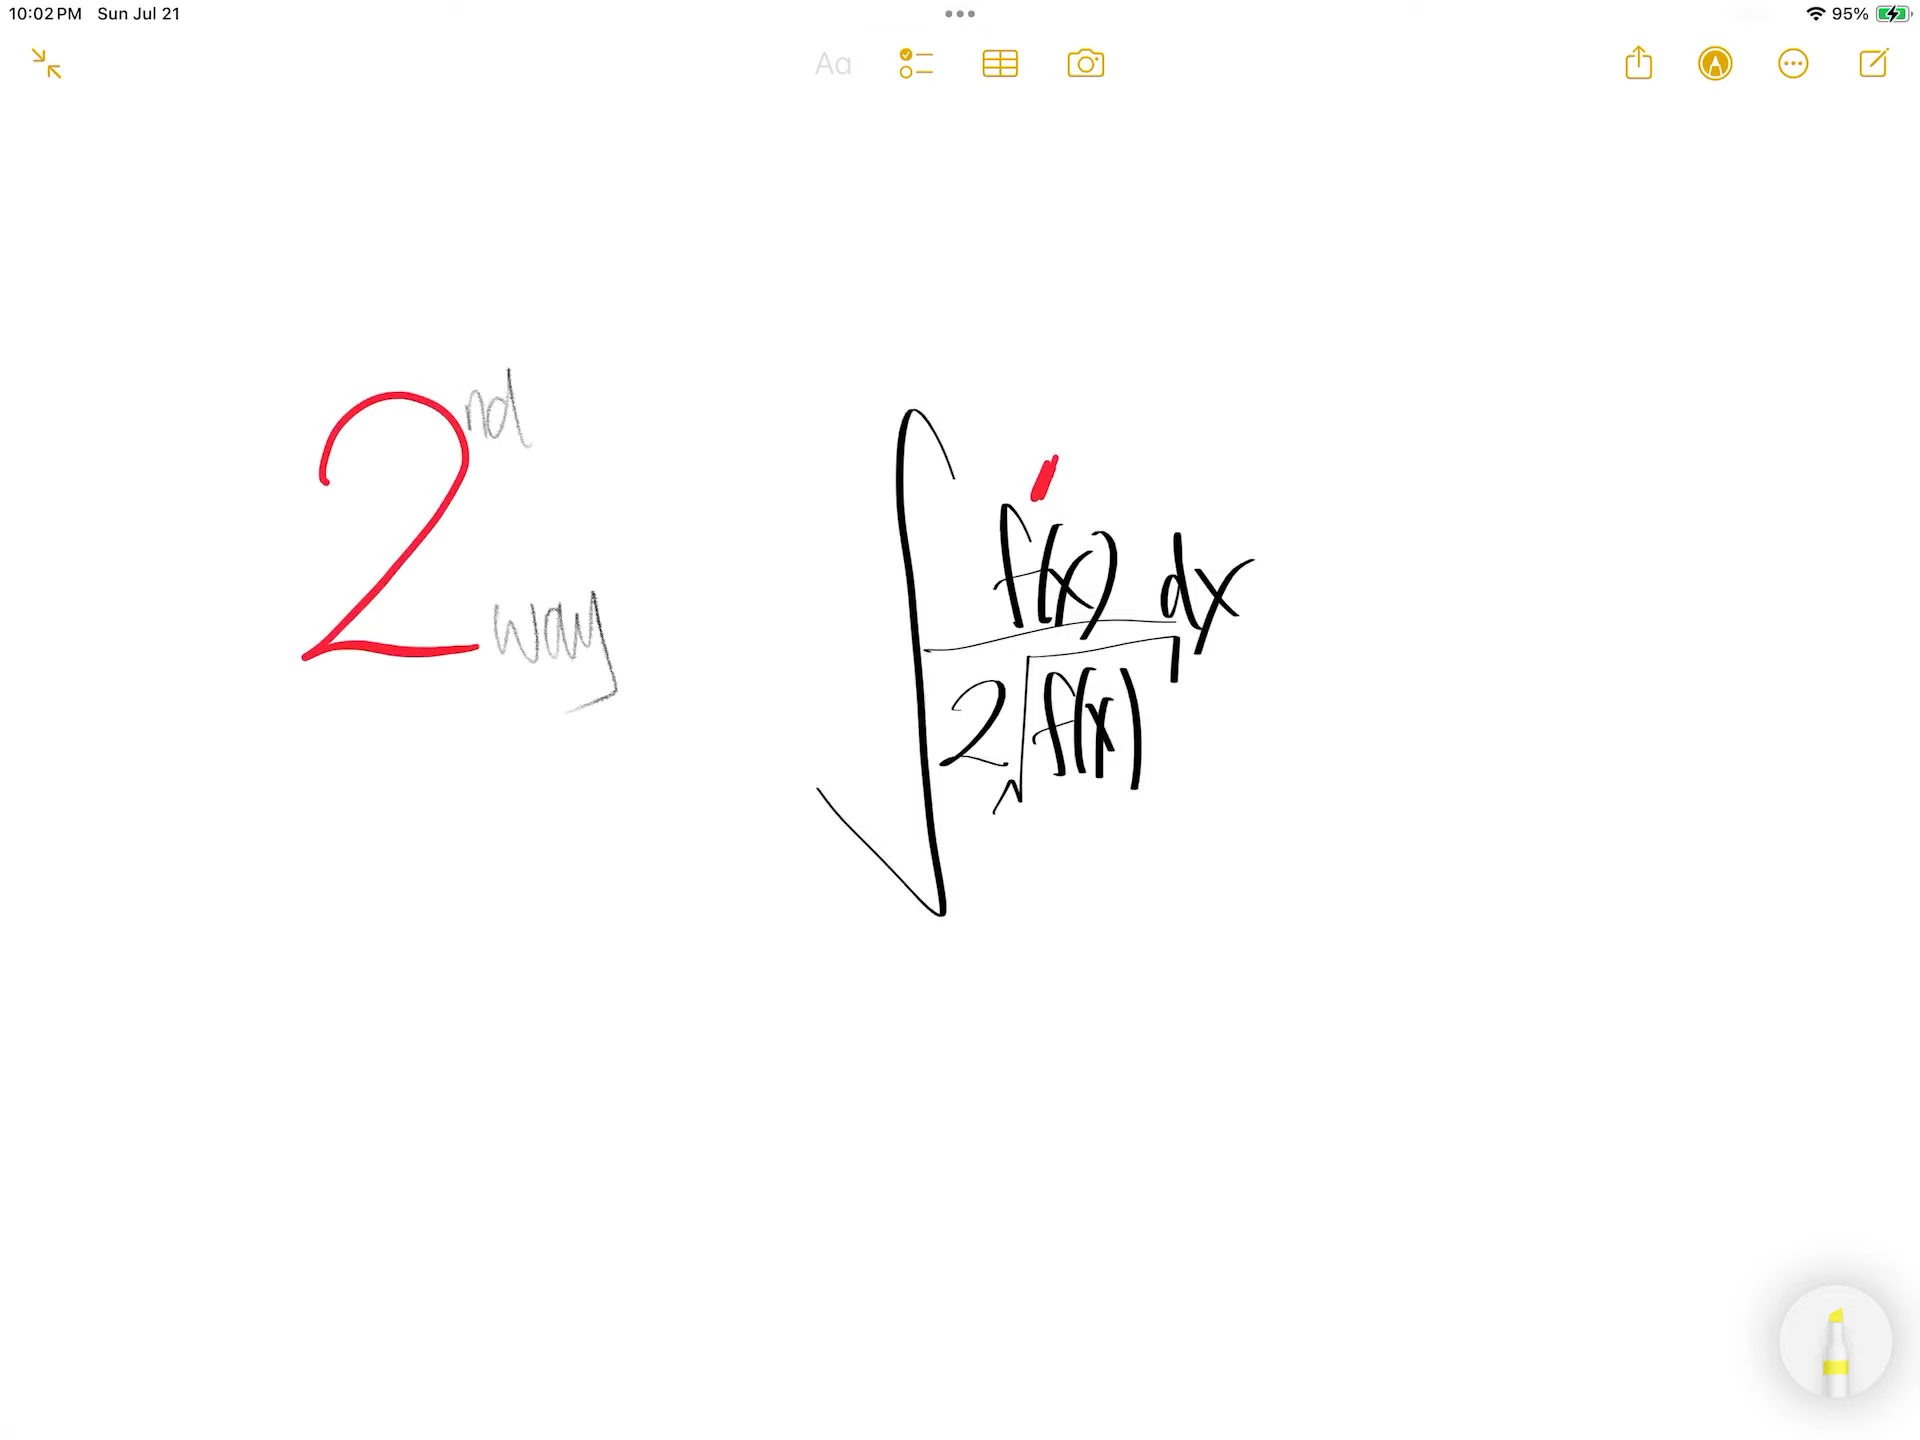 10:02 PM Sun Jul 21
95%
Aa
2nd
way
∫ f'(x) dx
2√f(x)